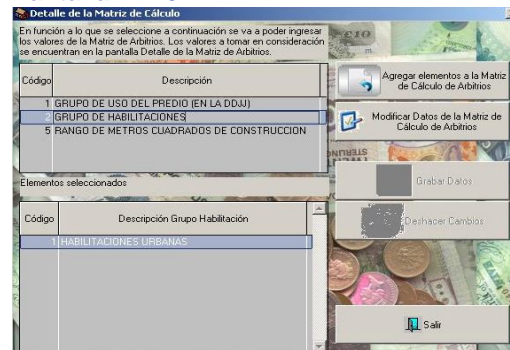 Detalle de la Matriz de Cálculo
En función a lo que se seleccione a continuación se va a poder ingresar
los valores de la Matriz de Arbitrios. Los valores a tomar en consideración
se encuentran en la pantalla Detalle de la Matriz de Arbitrios.
Código Descripción
1 GRUPO DE USO DEL PREDIO (EN LA DDJJ)
2 GRUPO DE HABILITACIONES
5 RANGO DE METROS CUADRADOS DE CONSTRUCCION
Elementos seleccionados
Código Descripción Grupo Habilitación
1 HABILITACIONES URBANAS
Agregar elementos a la Matriz
de Cálculo de Arbitrios
Modificar Datos de la Matriz de
Cálculo de Arbitrios
Grabar Datos
Deshacer Cambios
Salir